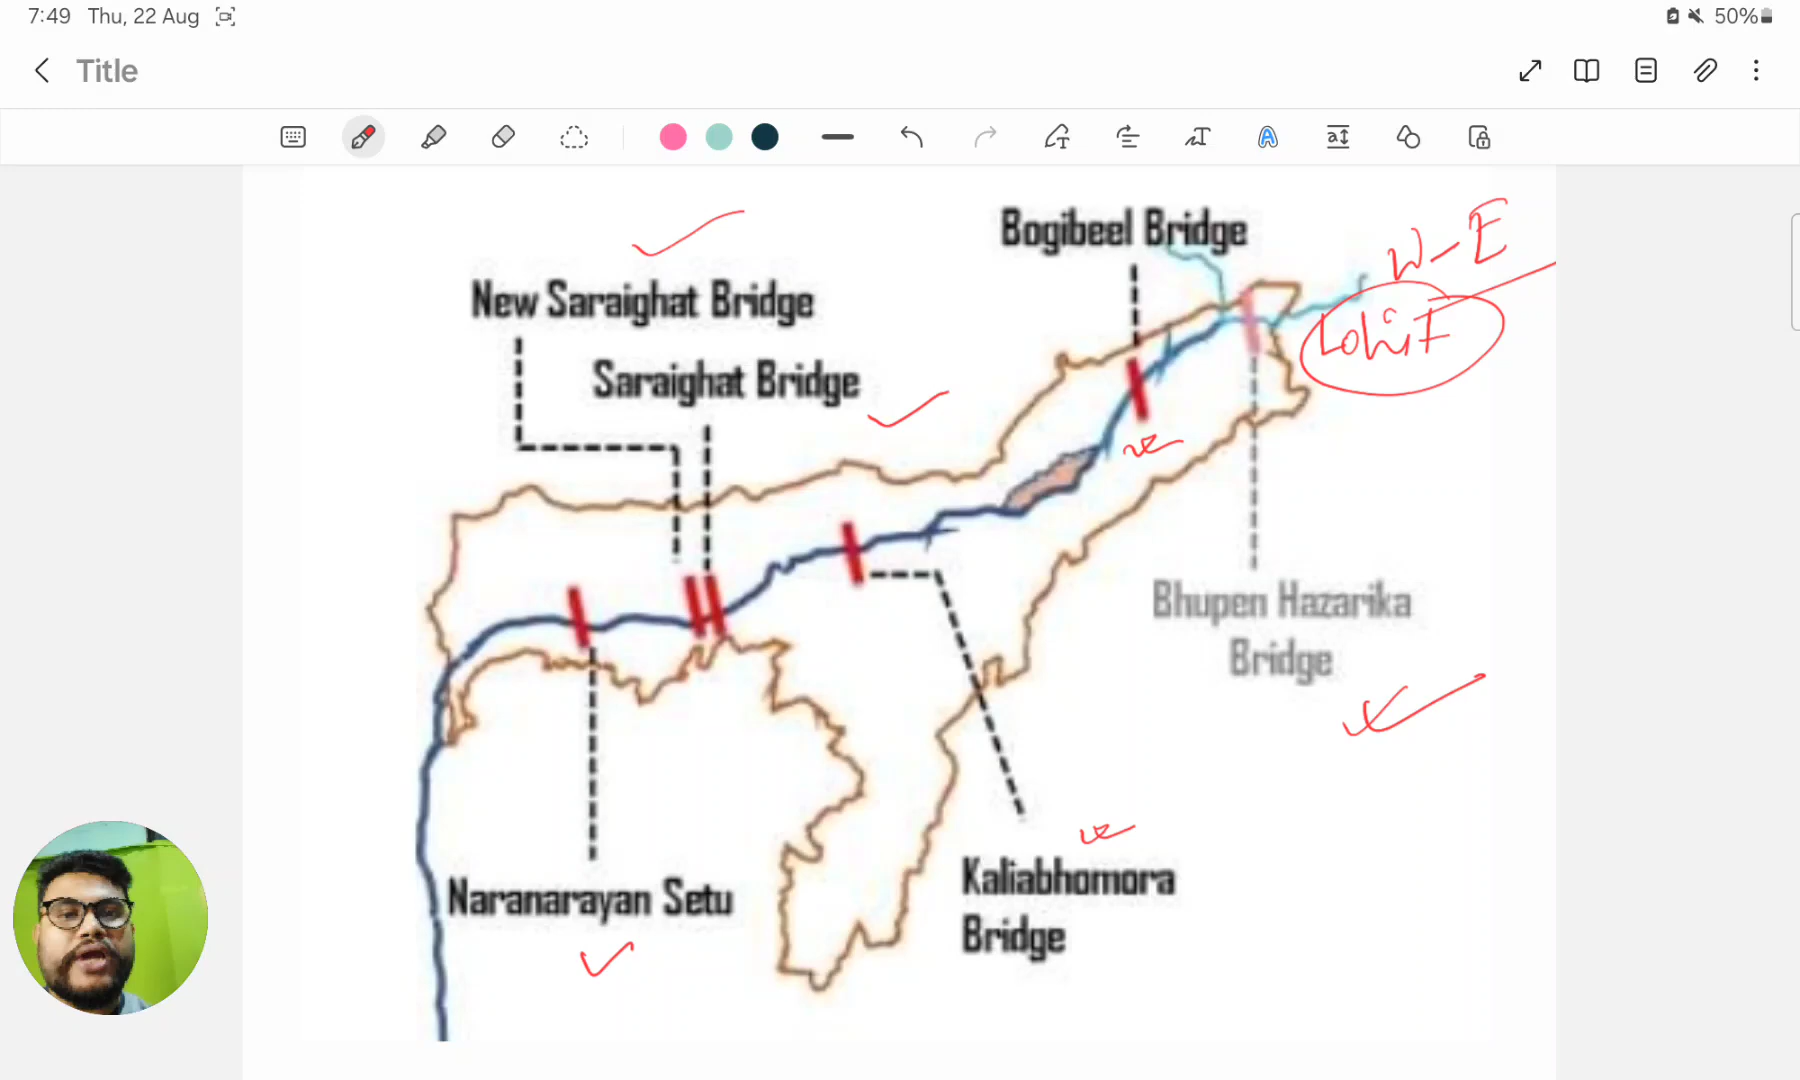 7:49 Thu, 22 Aug
50%
Title
Bogibeel Bridge
W-E
New Saraighat Bridge
Lohit
Saraighat Bridge
Bhupen Hazarika
Bridge
Kaliabhomora
Bridge
Naranarayan Setu